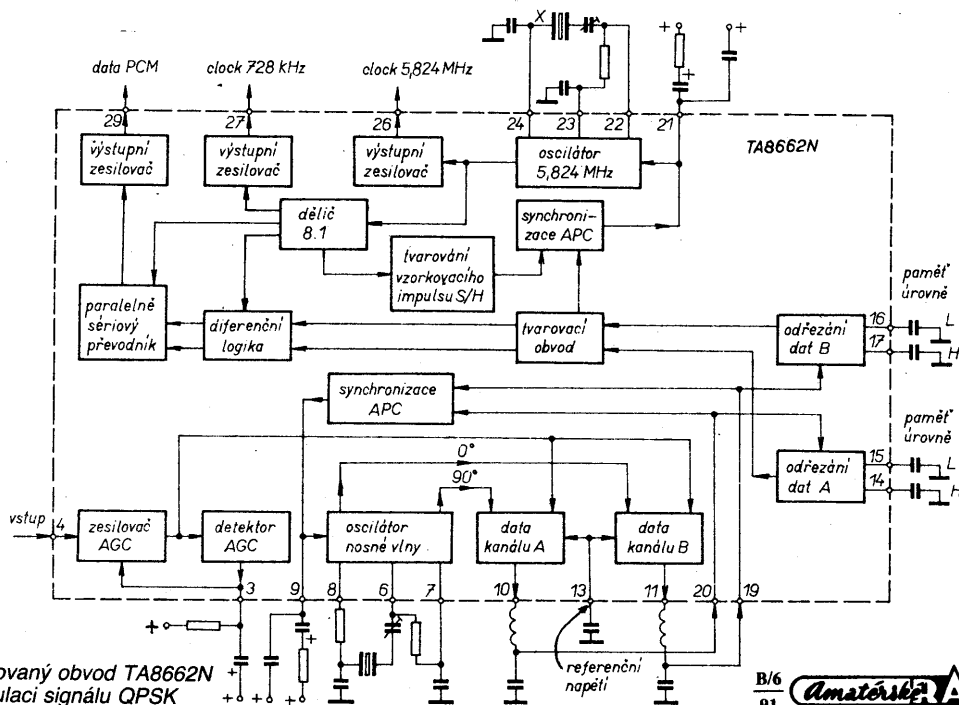 X
+
+
data PCM
clock 728 kHz
clock 5,824 MHz
29
27
26
24
23
22
21
TA8662N
výstupní
zesilovač
výstupní
zesilovač
výstupní
zesilovač
oscilátor
5,824 MHz
dělič
8:1
synchroni-
zace APC
tvarování
vzorkovacího
impulsu S/H
paralelně
sériový
převodník
diferenční
logika
tvarovací
obvod
odřezání
dat B
paměť
úrovně
16
L
17
H
synchronizace
APC
paměť
úrovně
odřezání
dat A
15
L
14
H
0°
90°
vstup
4
zesilovač
AGC
detektor
AGC
oscilátor
nosné vlny
data
kanálu A
data
kanálu B
3
9
8
6
7
10
13
11
20
19
+
+
+
+
+
+
+
referenční
napětí
ovaný obvod TA8662N
ulaci signálu QPSK
B/6
91
Amatérské